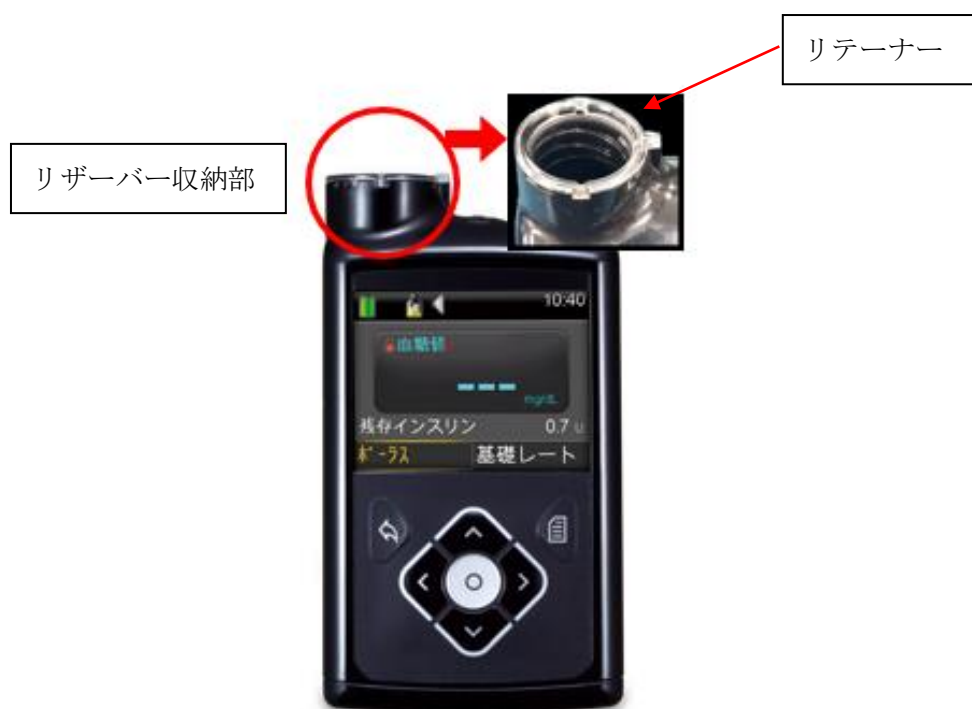 リテーナー
リザーバー収納部
10:40
血糖値
---
mg/dL
残存インスリン 0.7 u
ボーラス 基礎レート